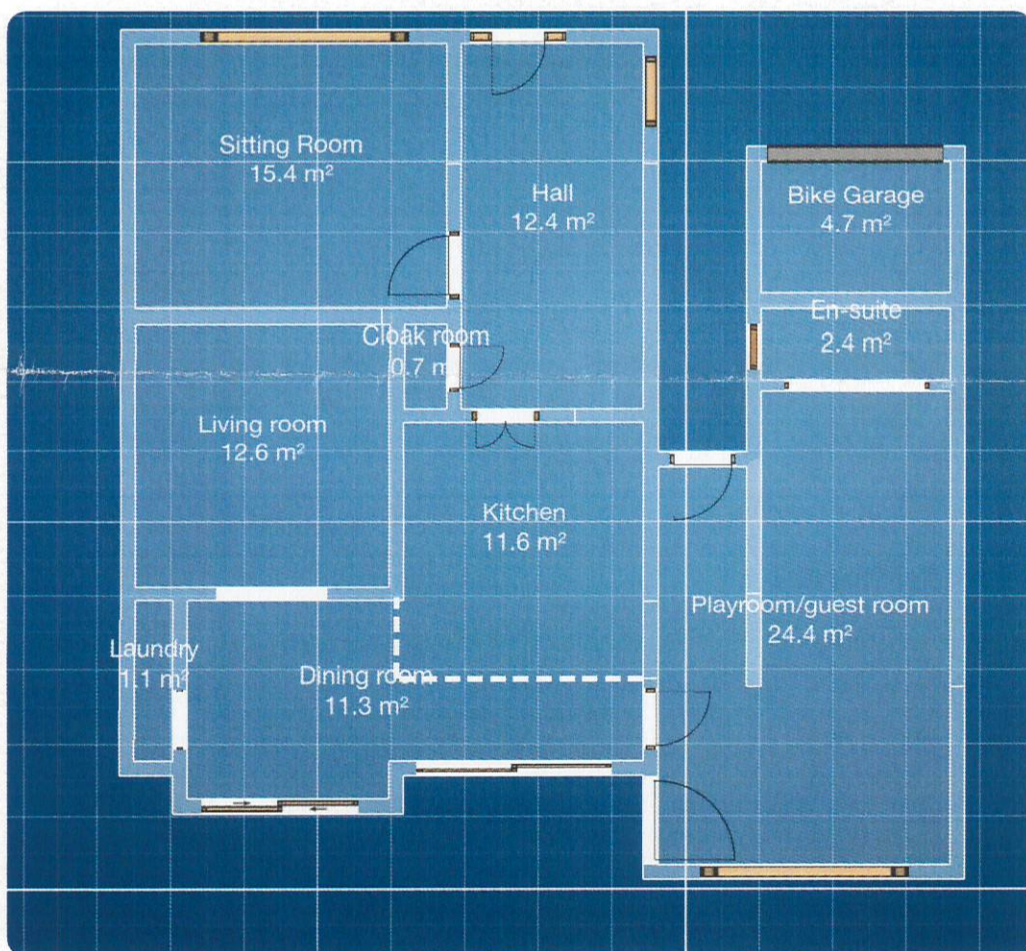 Sitting Room
15.4 m²
Hall
12.4 m²
Bike Garage
4.7 m²
En-suite
2.4 m²
Cloak room
0.7 m
Living room
12.6 m²
Kitchen
11.6 m²
Playroom/guest room
24.4 m²
Laundry
1.1 m²
Dining room
11.3 m²